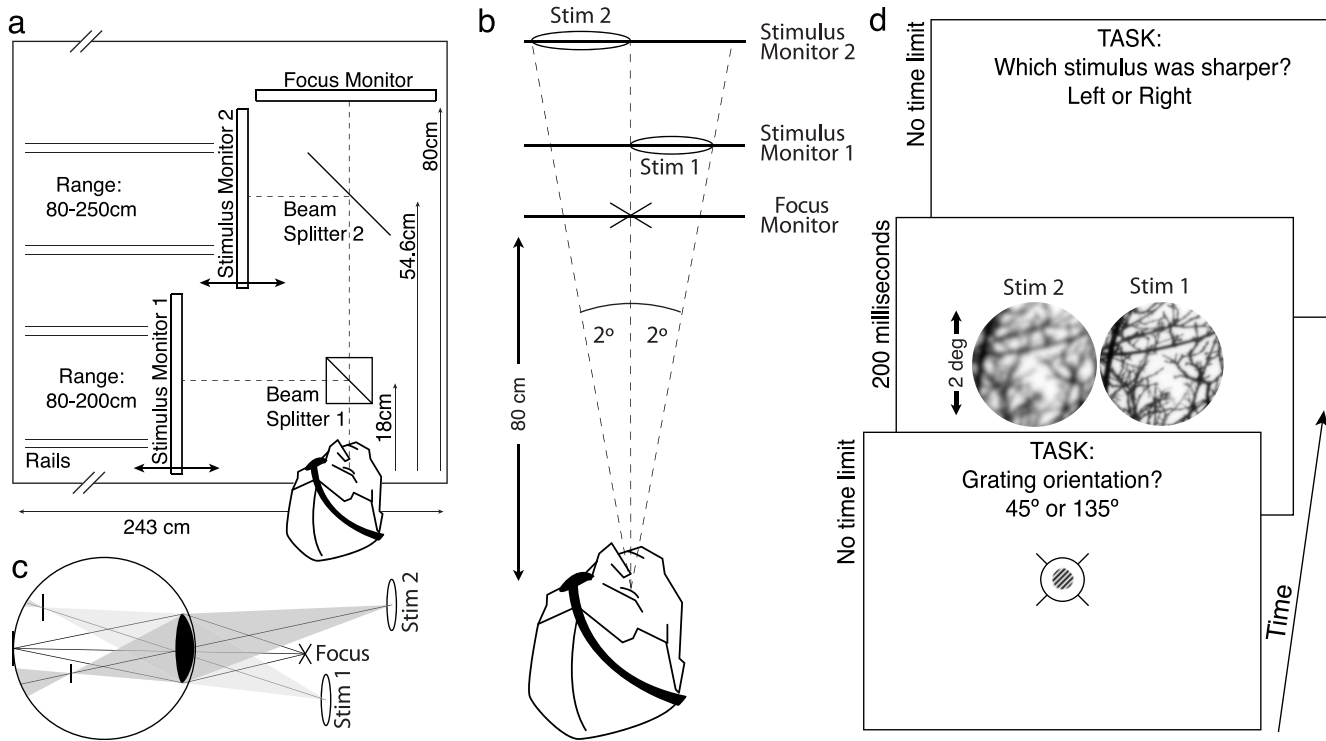 a
Focus Monitor
Stimulus Monitor 2
80cm
Range:
80-250cm
Beam
Splitter 2
54.6cm
Stimulus Monitor 1
Range:
80-200cm
Beam
Splitter 1
18cm
Rails
243 cm
b
Stim 2
Stimulus
Monitor 2
Stimulus
Monitor 1
Stim 1
Focus
Monitor
2º
2º
80 cm
c
Stim 2
Focus
Stim 1
d
No time limit
TASK:
Which stimulus was sharper?
Left or Right
200 milliseconds
Stim 2
Stim 1
2 deg
No time limit
TASK:
Grating orientation?
45º or 135º
Time